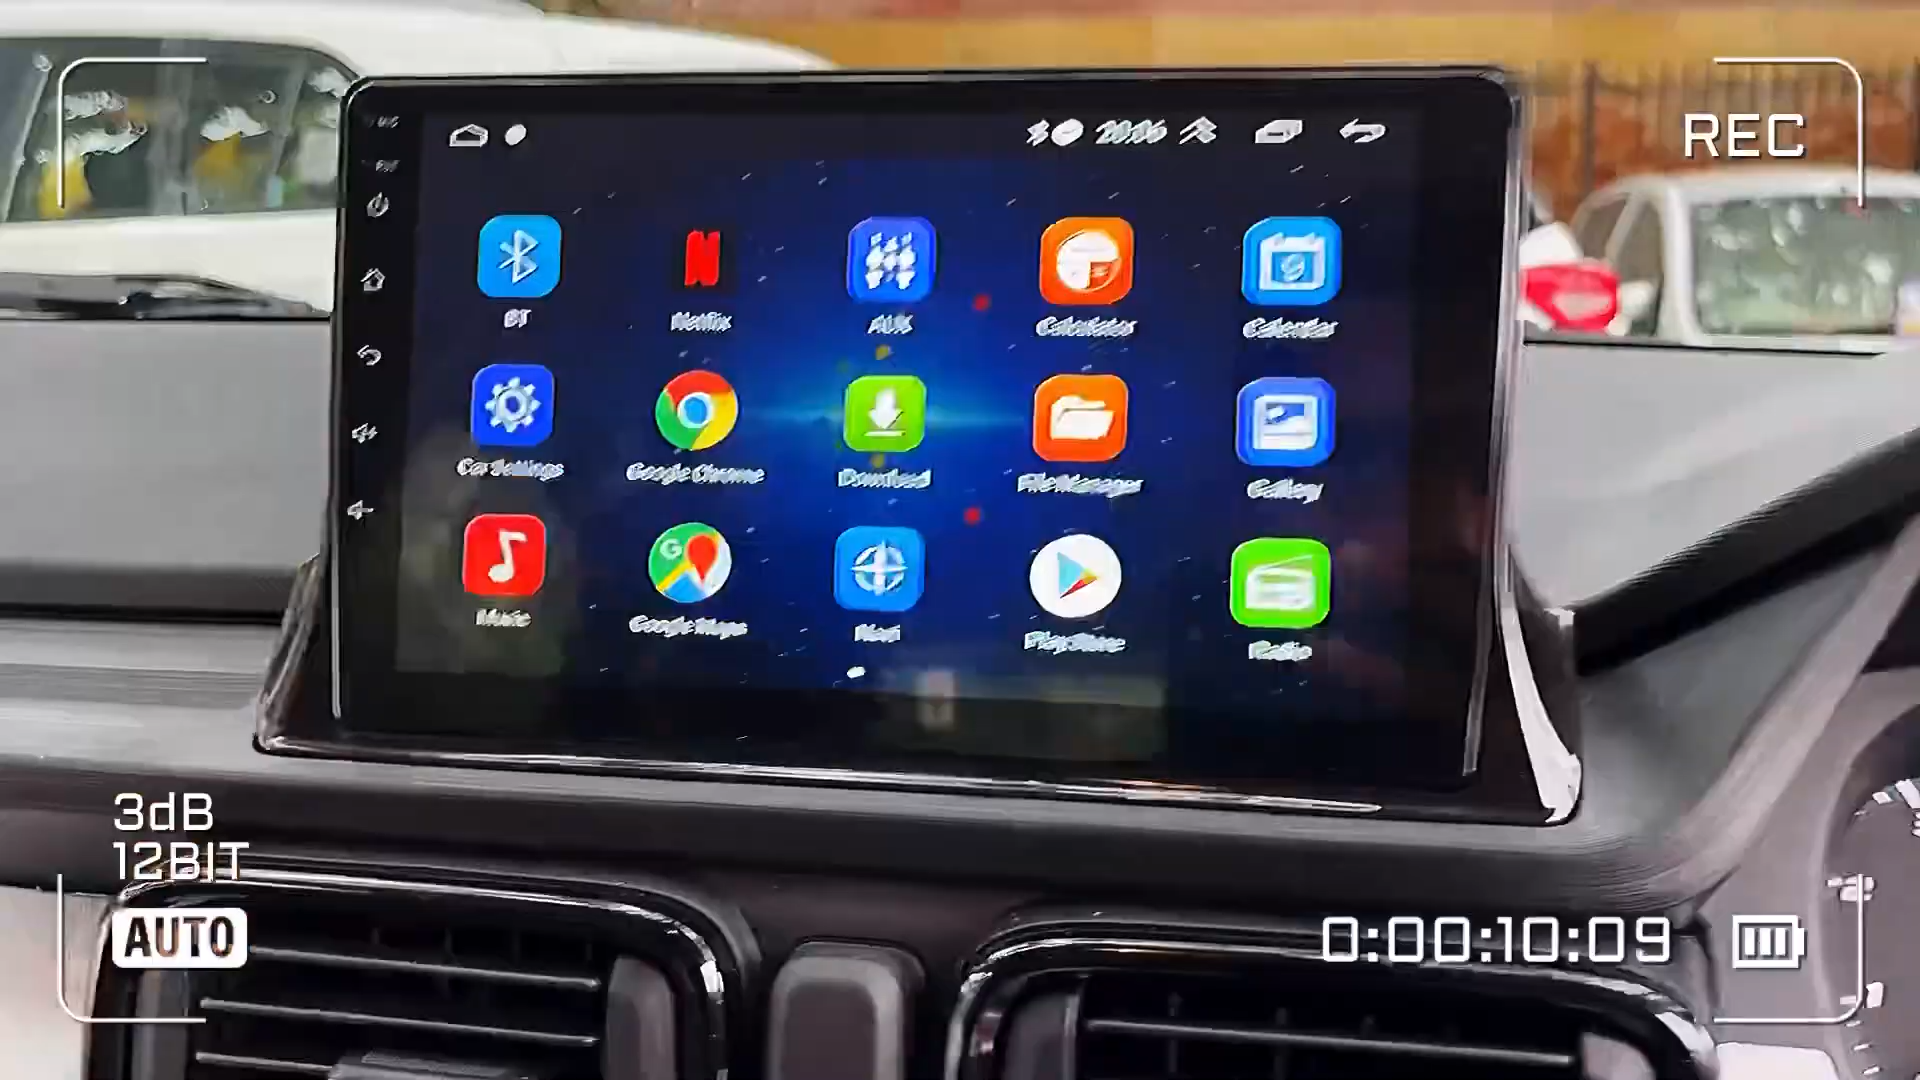 REC
MIC
BT
Netflix
AUX
Calculator
Calendar
Car Settings
Google Chrome
Download
File Manager
Gallery
Music
Google Maps
Navi
Play Store
Radio
3dB
12BIT
AUTO
0:00:10:09